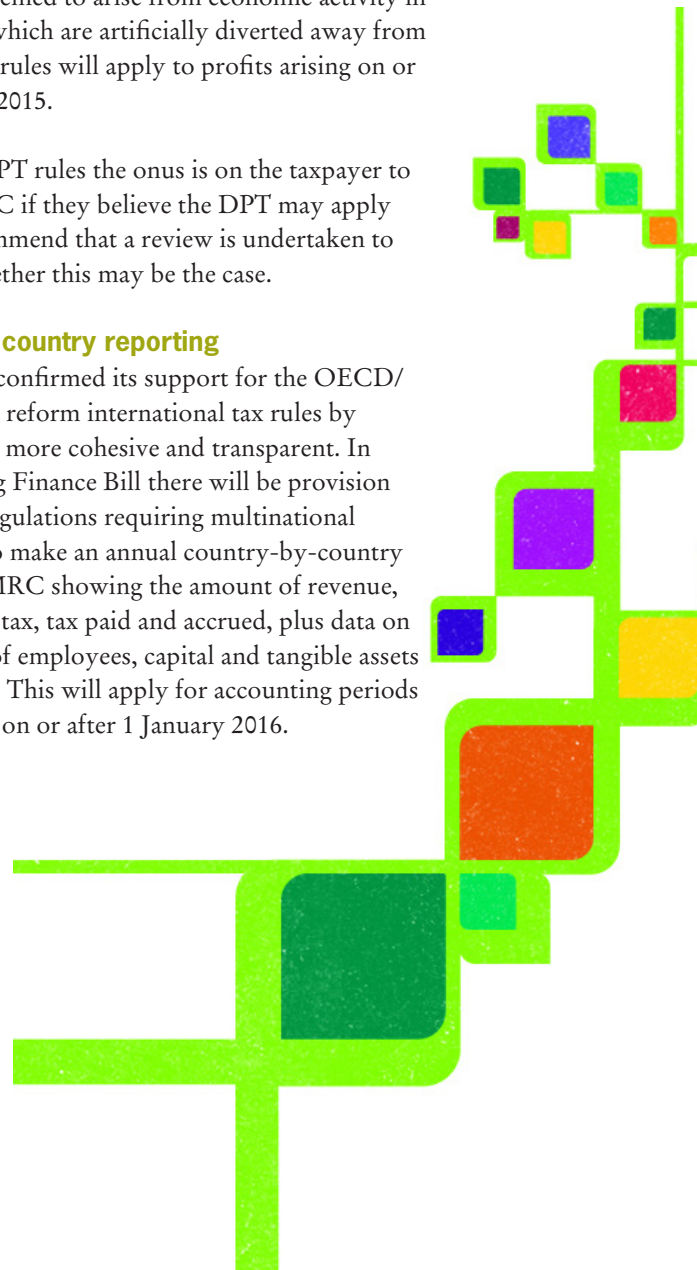 emed to arise from economic activity in
which are artificially diverted away from
rules will apply to profits arising on or
2015.
PT rules the onus is on the taxpayer to
C if they believe the DPT may apply
mmend that a review is undertaken to
ether this may be the case.
country reporting
confirmed its support for the OECD/
reform international tax rules by
more cohesive and transparent. In
g Finance Bill there will be provision
egulations requiring multinational
o make an annual country-by-country
MRC showing the amount of revenue,
tax, tax paid and accrued, plus data on
of employees, capital and tangible assets
This will apply for accounting periods
on or after 1 January 2016.